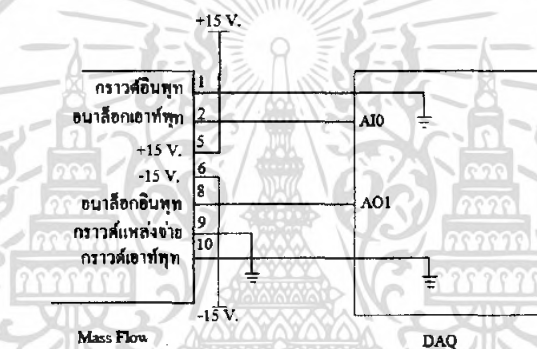 +15 V.
กราวด์อินพุท 1
อนาล็อกเอาท์พุท 2 AI0
+15 V. 5
-15 V. 6
อนาล็อกอินพุท 8 AO1
กราวด์แหล่งจ่าย 9
กราวด์เอาท์พุท 10
-15 V.
Mass Flow DAQ